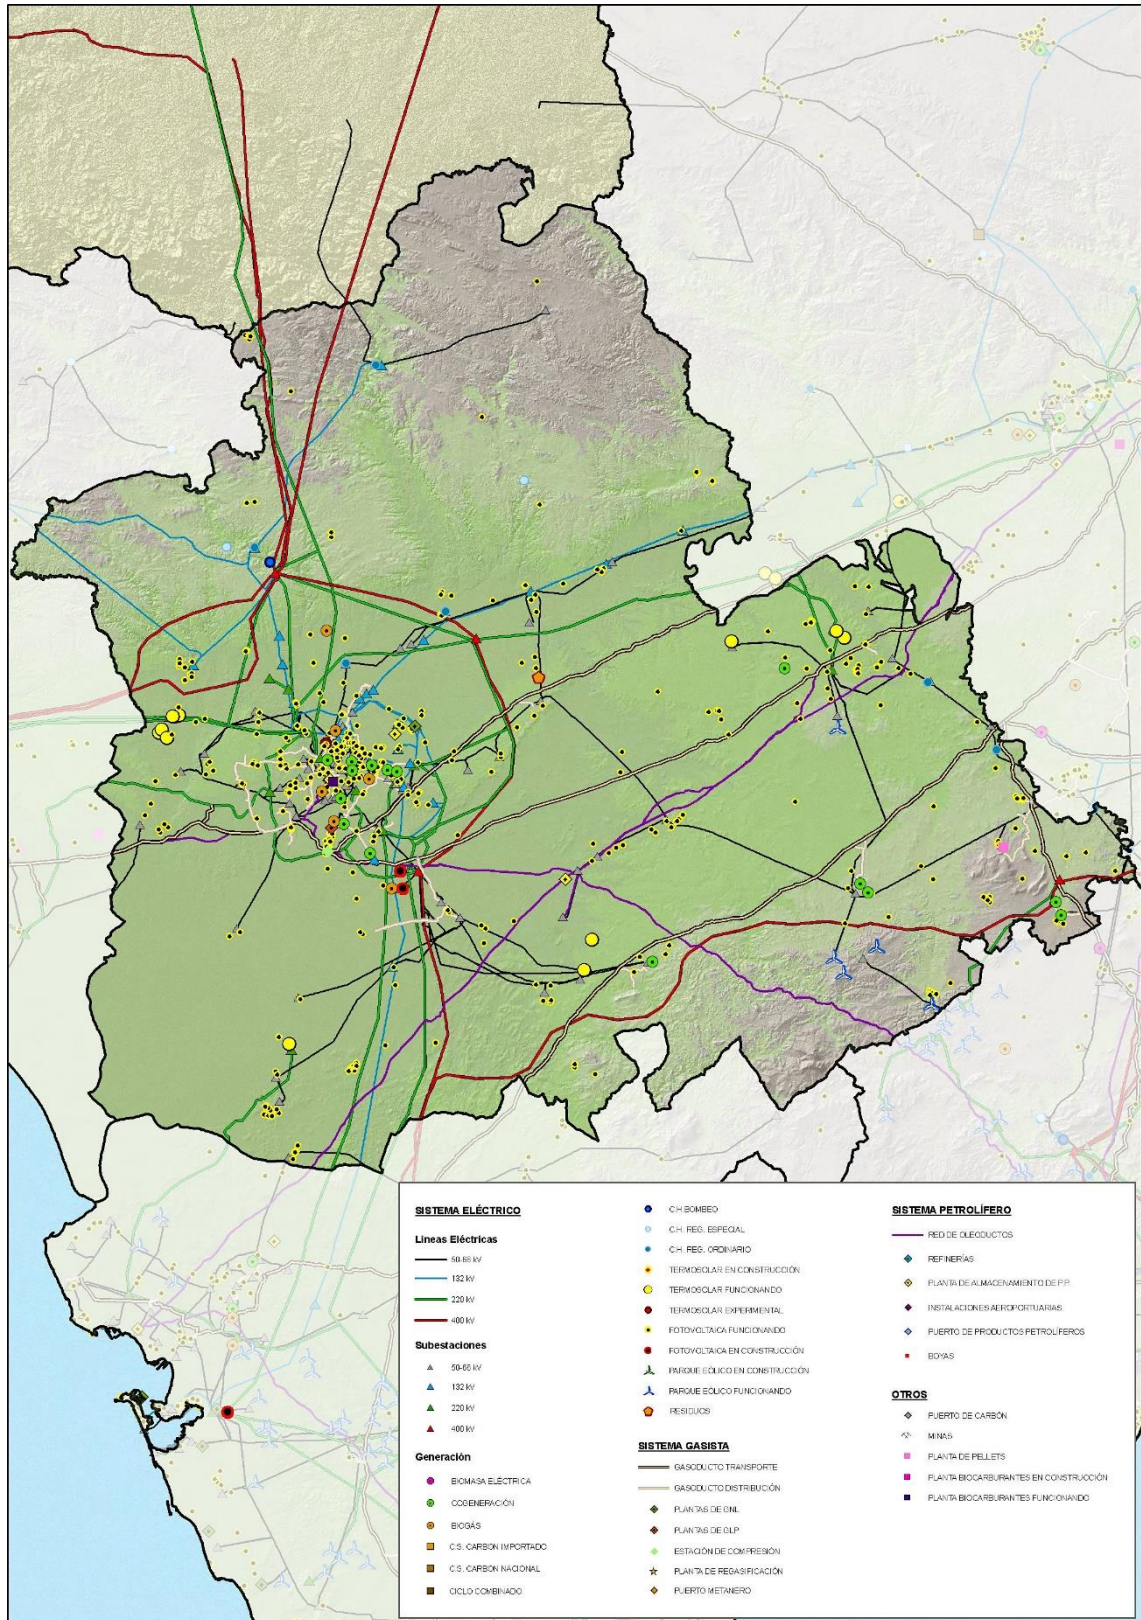 SISTEMA ELÉCTRICO
Líneas Eléctricas
50-66 kV
132 kV
220 kV
400 kV
Subestaciones
50-66 kV
132 kV
220 kV
400 kV
Generación
BIOMASA ELÉCTRICA
COGENERACIÓN
BIOGÁS
C.S. CARBÓN IMPORTADO
C.S. CARBÓN NACIONAL
CICLO COMBINADO
C.H. BOMBEO
C.H. REG. ESPECIAL
C.H. REG. ORDINARIO
TERMOSOLAR EN CONSTRUCCIÓN
TERMOSOLAR FUNCIONANDO
TERMOSOLAR EXPERIMENTAL
FOTOVOLTAICA FUNCIONANDO
FOTOVOLTAICA EN CONSTRUCCIÓN
PARQUE EÓLICO EN CONSTRUCCIÓN
PARQUE EÓLICO FUNCIONANDO
RESIDUOS
SISTEMA GASISTA
GASODUCTO TRANSPORTE
GASODUCTO DISTRIBUCIÓN
PLANTAS DE GNL
PLANTAS DE GLP
ESTACIÓN DE COMPRESIÓN
PLANTA DE REGASIFICACIÓN
PUERTO METANERO
SISTEMA PETROLÍFERO
RED DE OLEODUCTOS
REFINERÍAS
PLANTA DE ALMACENAMIENTO DE P.P.
INSTALACIONES AEROPORTUARIAS
PUERTO DE PRODUCTOS PETROLÍFEROS
BOYAS
OTROS
PUERTO DE CARBÓN
MINAS
PLANTA DE PELLETS
PLANTA BIOCARBURANTES EN CONSTRUCCIÓN
PLANTA BIOCARBURANTES FUNCIONANDO